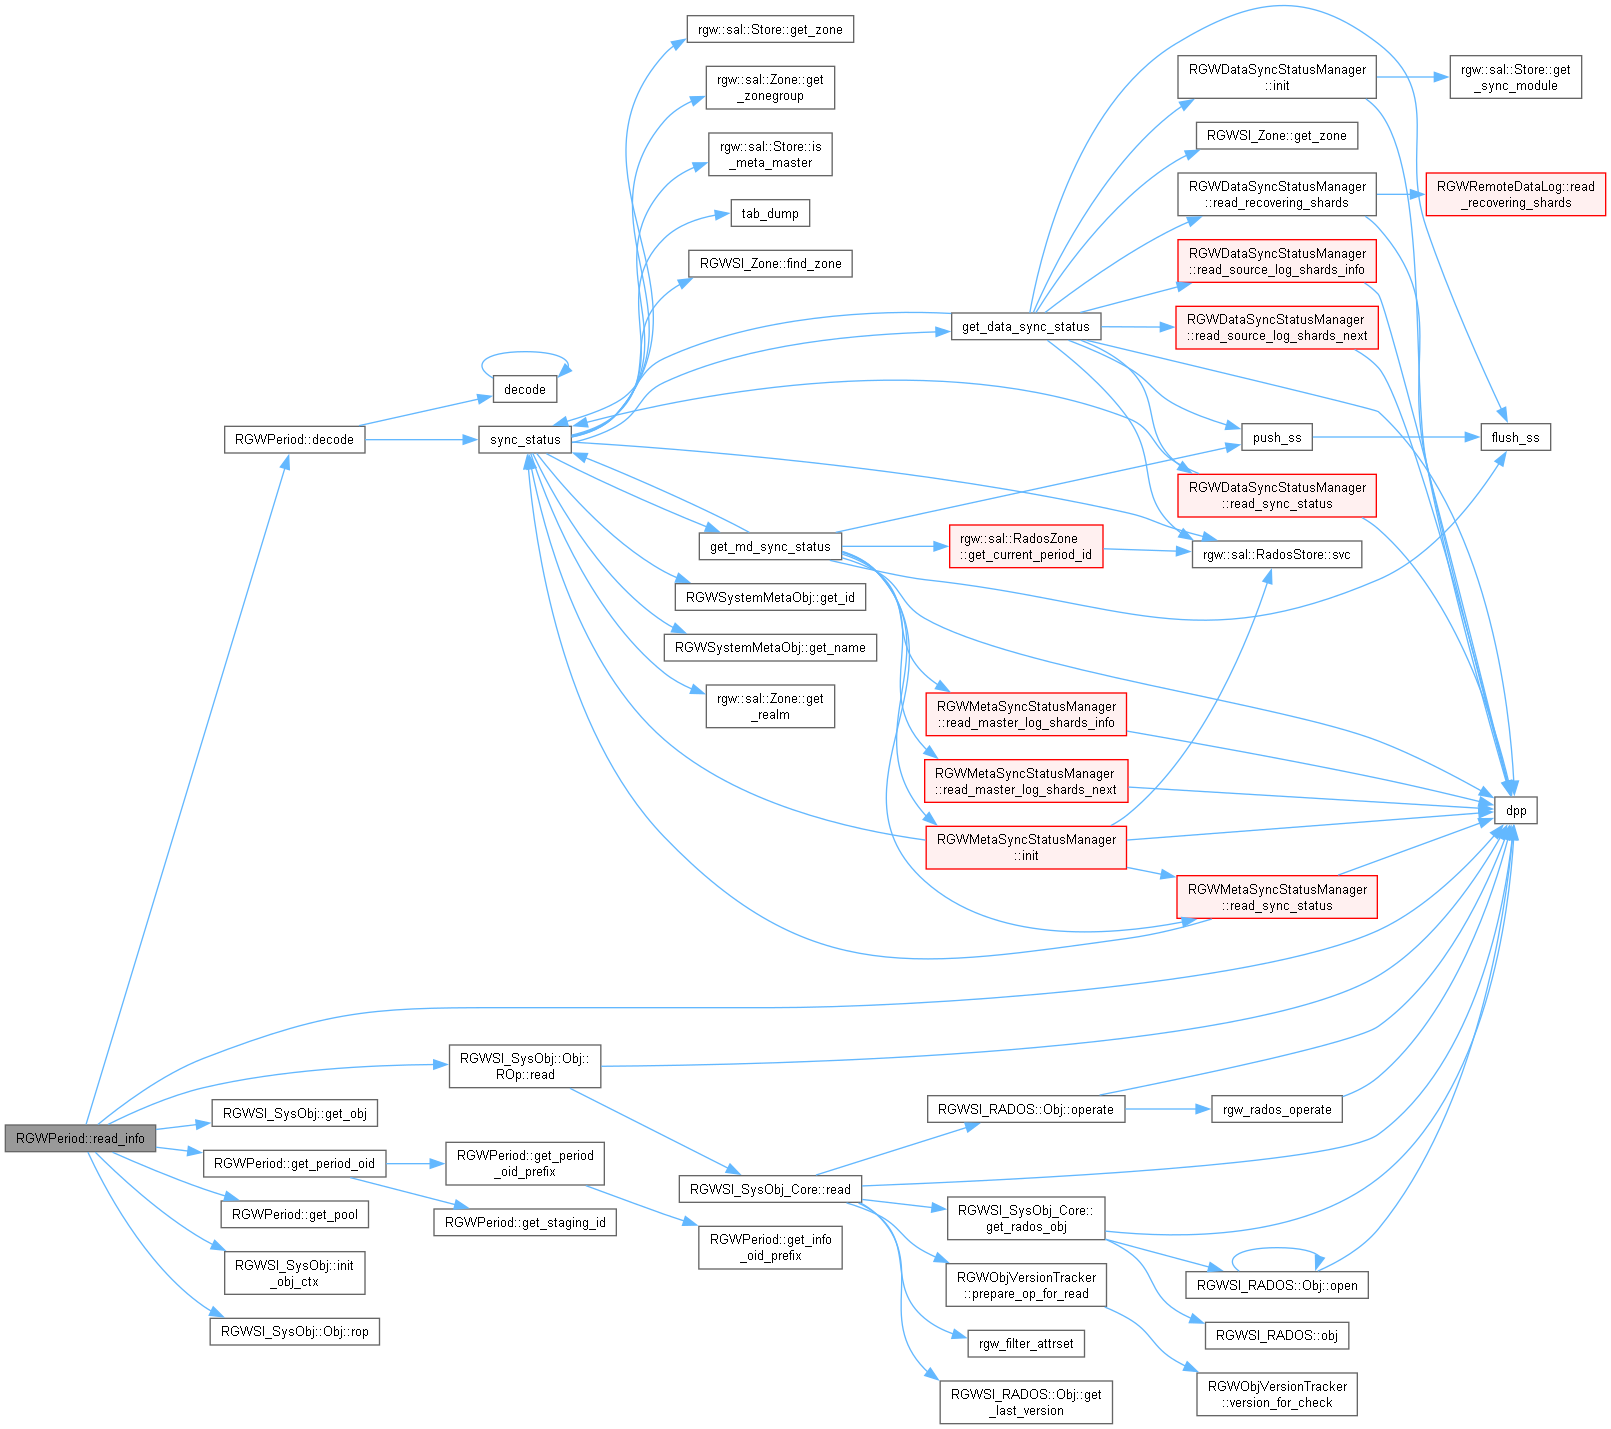 rgw::sal::Store::get_zone
rgw::sal::Zone::get
_zonegroup
rgw::sal::Store::is
_meta_master
tab_dump
RGWSI_Zone::find_zone
decode
RGWPeriod::decode
sync_status
get_md_sync_status
RGWSystemMetaObj::get_id
RGWSystemMetaObj::get_name
rgw::sal::Zone::get
_realm
RGWDataSyncStatusManager
::init
rgw::sal::Store::get
_sync_module
RGWSI_Zone::get_zone
RGWDataSyncStatusManager
::read_recovering_shards
RGWRemoteDataLog::read
_recovering_shards
RGWDataSyncStatusManager
::read_source_log_shards_info
get_data_sync_status
RGWDataSyncStatusManager
::read_source_log_shards_next
push_ss
flush_ss
RGWDataSyncStatusManager
::read_sync_status
rgw::sal::RadosZone
::get_current_period_id
rgw::sal::RadosStore::svc
RGWMetaSyncStatusManager
::read_master_log_shards_info
RGWMetaSyncStatusManager
::read_master_log_shards_next
dpp
RGWMetaSyncStatusManager
::init
RGWMetaSyncStatusManager
::read_sync_status
RGWSI_SysObj::Obj::
ROp::read
RGWSI_SysObj::get_obj
RGWPeriod::read_info
RGWPeriod::get_period_oid
RGWPeriod::get_period
_oid_prefix
RGWPeriod::get_pool
RGWPeriod::get_staging_id
RGWPeriod::get_info
_oid_prefix
RGWSI_SysObj::init
_obj_ctx
RGWSI_SysObj::Obj::rop
RGWSI_RADOS::Obj::operate
rgw_rados_operate
RGWSI_SysObj_Core::read
RGWSI_SysObj_Core::
get_rados_obj
RGWObjVersionTracker
::prepare_op_for_read
RGWSI_RADOS::Obj::open
RGWSI_RADOS::obj
rgw_filter_attrset
RGWSI_RADOS::Obj::get
_last_version
RGWObjVersionTracker
::version_for_check